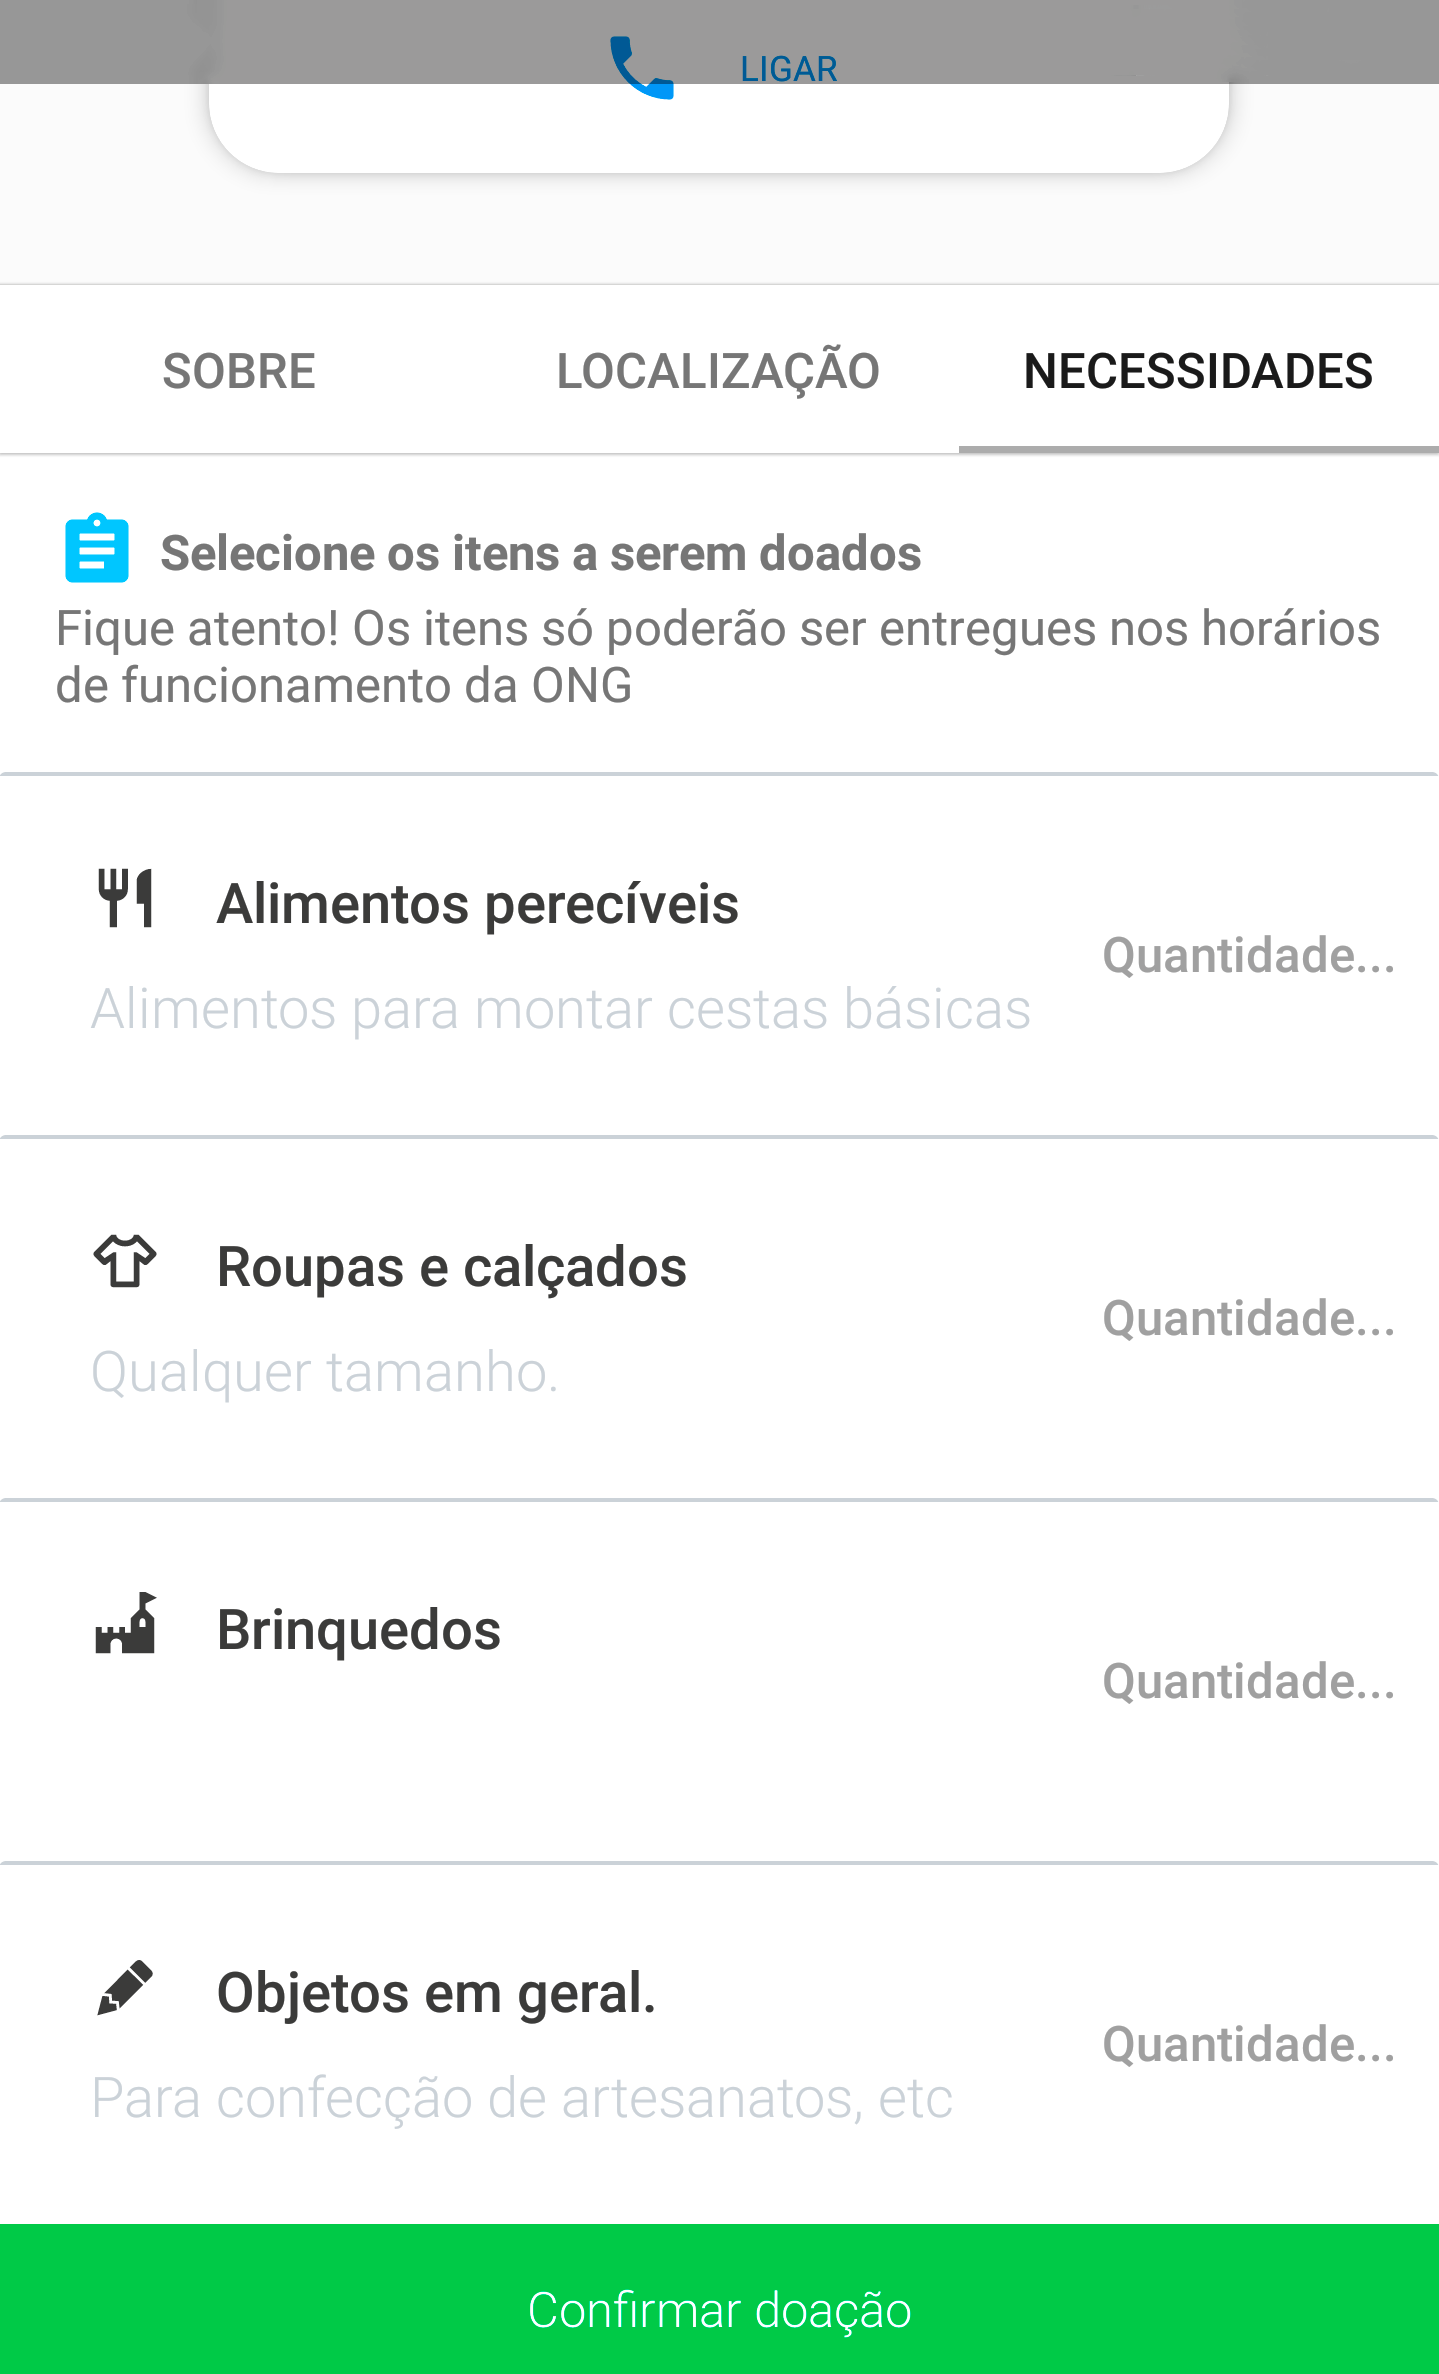 LIGAR
SOBRE
LOCALIZAÇÃO
NECESSIDADES
Selecione os itens a serem doados
Fique atento! Os itens só poderão ser entregues nos horários
de funcionamento da ONG
Alimentos perecíveis
Quantidade...
Alimentos para montar cestas básicas
Roupas e calçados
Quantidade...
Qualquer tamanho.
Brinquedos
Quantidade...
Objetos em geral.
Quantidade...
Para confecção de artesanatos, etc
Confirmar doação